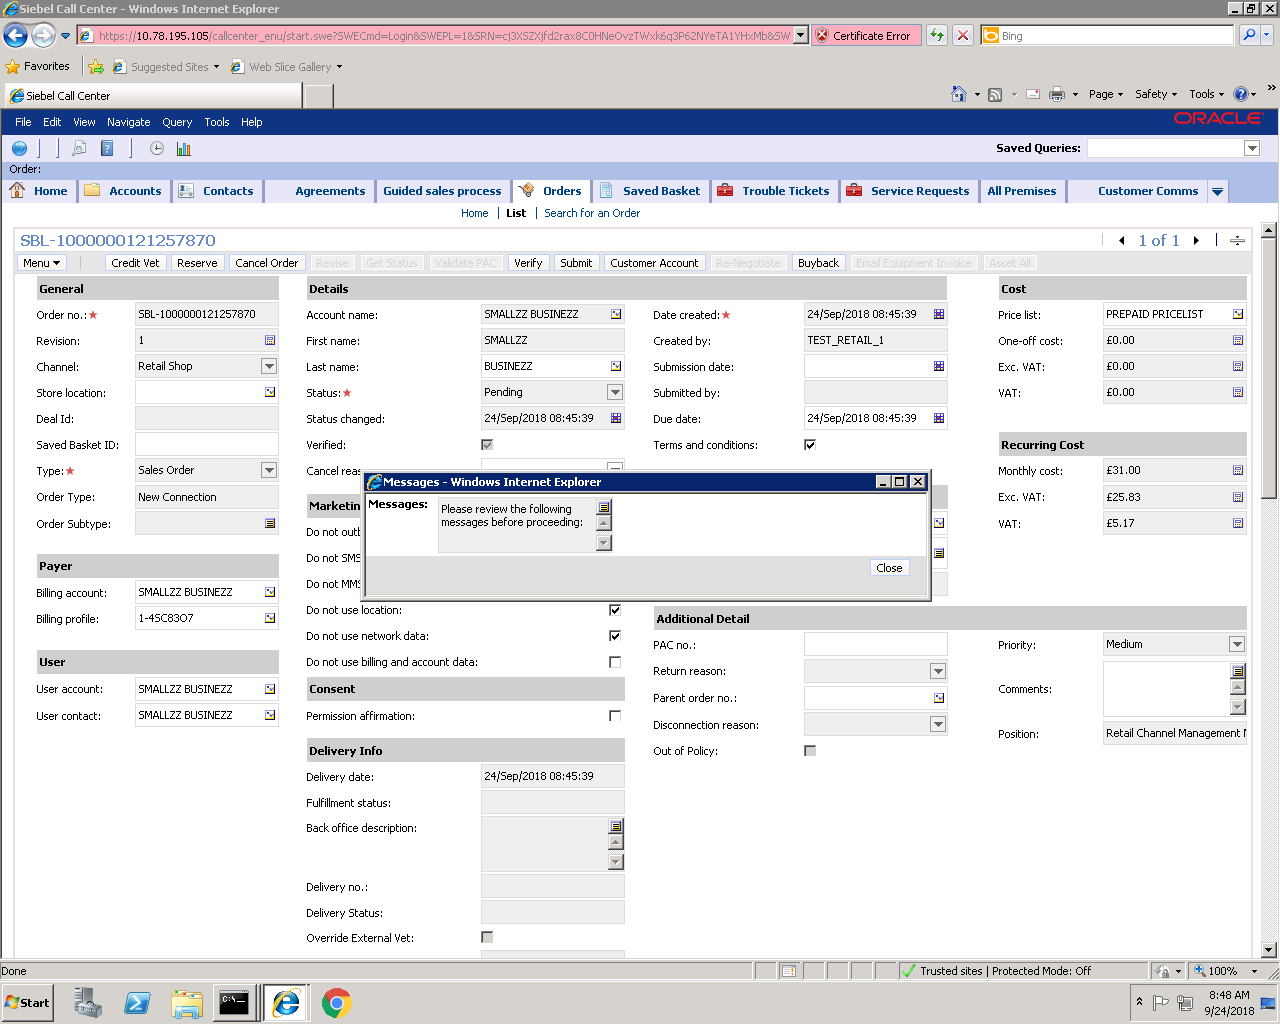 Siebel Call Center - Windows Internet Explorer
https://10.78.195.105/callcenter_enu/start.swe?SWECmd=Login&SWEPL=1&SRN=cj3XSZXjfd2rax8C0HNeOvzTWxk6q3P62NYeTA1YHxMb&SW
Certificate Error
Bing
Favorites
Suggested Sites
Web Slice Gallery
Siebel Call Center
Page
Safety
Tools
File Edit View Navigate Query Tools Help
ORACLE
Saved Queries:
Order:
Home Accounts Contacts Agreements Guided sales process Orders Saved Basket Trouble Tickets Service Requests All Premises Customer Comms
Home | List | Search for an Order
SBL-1000000121257870
1 of 1
Menu Credit Vet Reserve Cancel Order Revise Get Status Validate PAC Verify Submit Customer Account Re-Negotiate Buyback Email Equipment Invoice Asset All
General
Order no.:★ SBL-1000000121257870
Revision: 1
Channel: Retail Shop
Store location:
Deal Id:
Saved Basket ID:
Type:★ Sales Order
Order Type: New Connection
Order Subtype:
Payer
Billing account: SMALLZZ BUSINEZZ
Billing profile: 1-4SC83O7
User
User account: SMALLZZ BUSINEZZ
User contact: SMALLZZ BUSINEZZ
Details
Account name: SMALLZZ BUSINEZZ
First name: SMALLZZ
Last name: BUSINEZZ
Status:★ Pending
Status changed: 24/Sep/2018 08:45:39
Verified:
Cancel reas
Date created:★ 24/Sep/2018 08:45:39
Created by: TEST_RETAIL_1
Submission date:
Submitted by:
Due date: 24/Sep/2018 08:45:39
Terms and conditions:
Cost
Price list: PREPAID PRICELIST
One-off cost: £0.00
Exc. VAT: £0.00
VAT: £0.00
Recurring Cost
Monthly cost: £31.00
Exc. VAT: £25.83
VAT: £5.17
Messages - Windows Internet Explorer
Messages: Please review the following
messages before proceeding:
Close
Marketin
Do not outb
Do not SMS
Do not MMS
Do not use location:
Do not use network data:
Do not use billing and account data:
Consent
Permission affirmation:
Delivery Info
Delivery date: 24/Sep/2018 08:45:39
Fulfillment status:
Back office description:
Delivery no.:
Delivery Status:
Override External Vet:
Additional Detail
PAC no.:
Return reason:
Parent order no.:
Disconnection reason:
Out of Policy:
Priority: Medium
Comments:
Position: Retail Channel Management
Done
Trusted sites | Protected Mode: Off
100%
Start
8:48 AM
9/24/2018